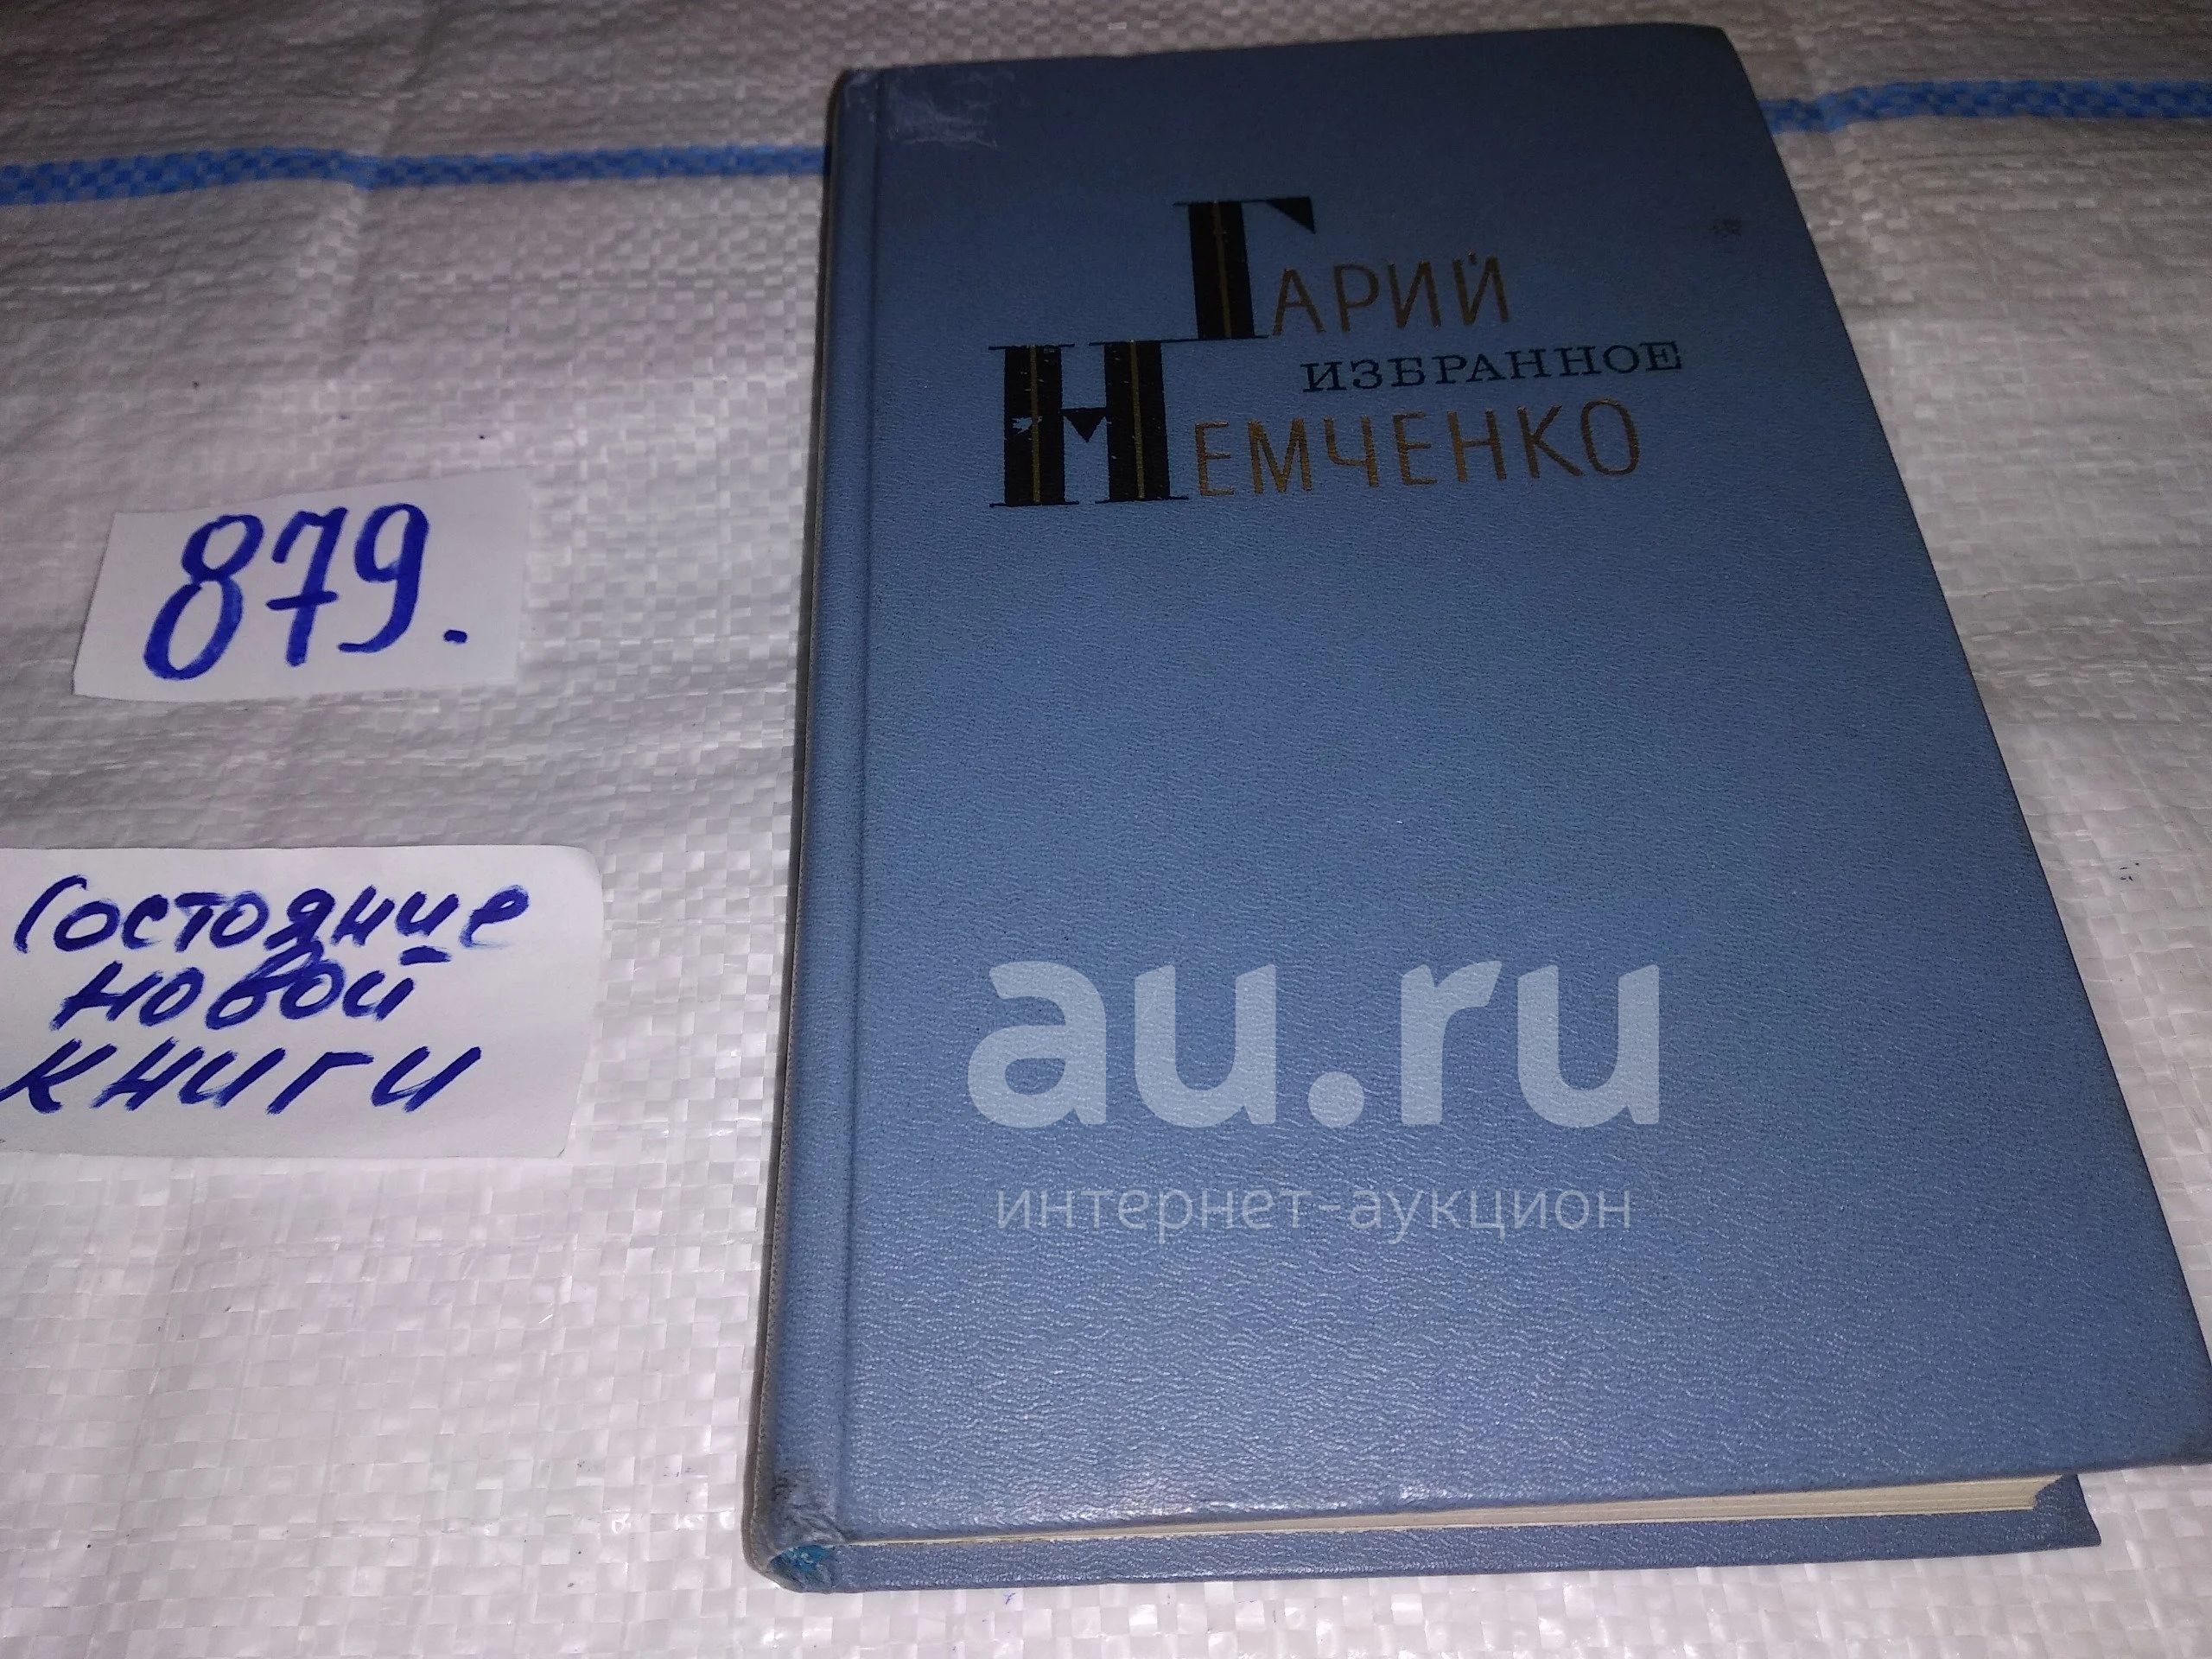 Гарий
избранное
Немченко
879.
Состояние
новой
книги
au.ru
интернет-аукцион